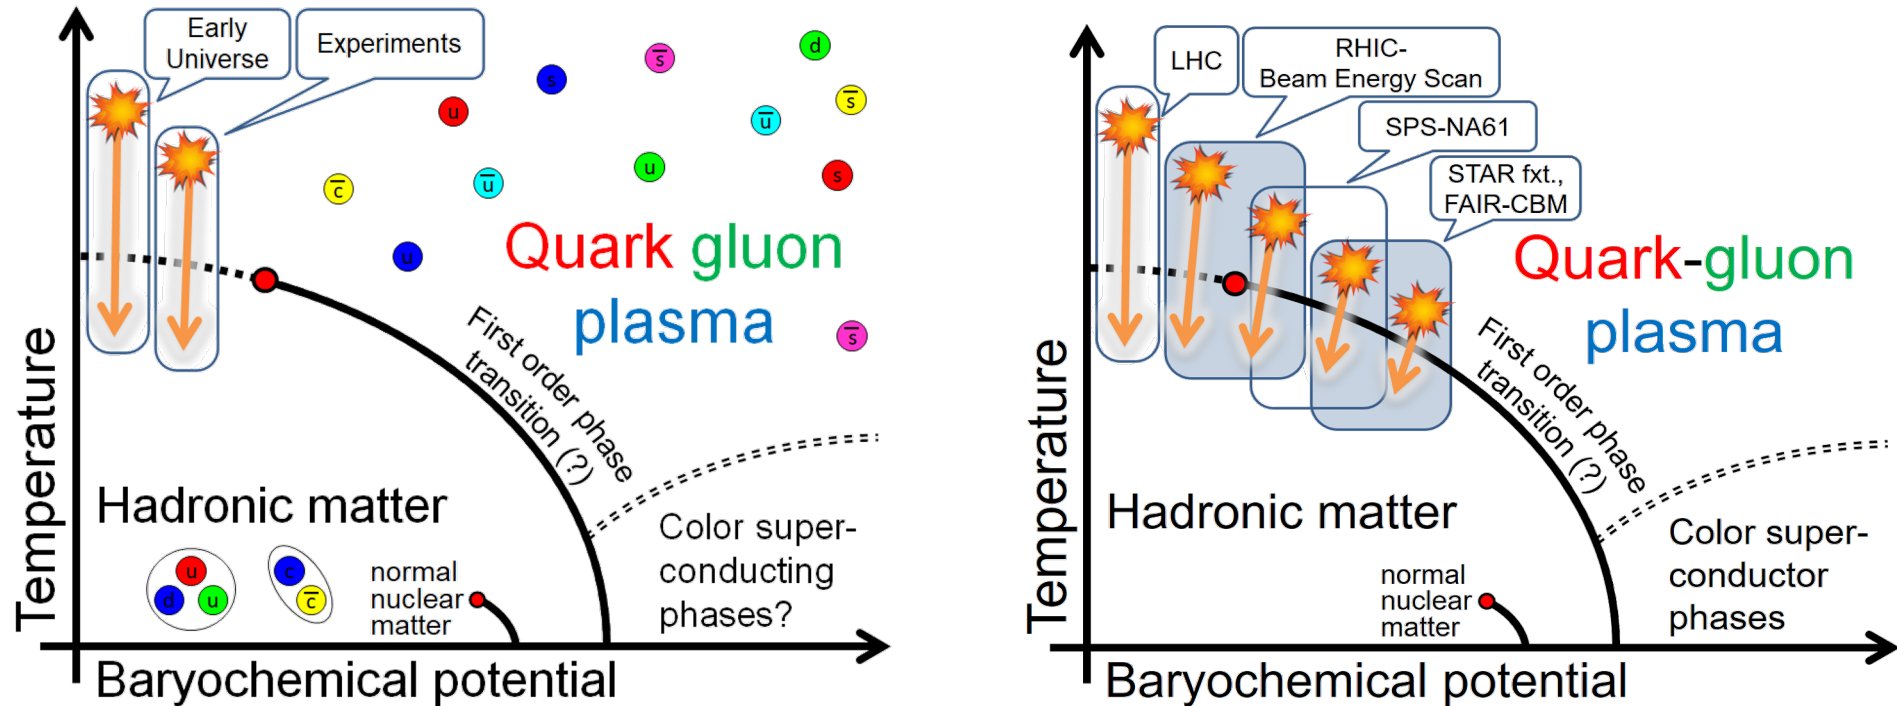 Early
Universe
Experiments
s
s̅
d
u
s̅
u̅
c̅
u̅
u
s
u
Quark gluon
plasma
s̅
First order phase
transition (?)
Temperature
Hadronic matter
u
d
u
c
c̅
normal
nuclear
matter
Color super-
conducting
phases?
Baryochemical potential
LHC
RHIC-
Beam Energy Scan
SPS-NA61
STAR fxt.,
FAIR-CBM
Quark-gluon
plasma
First order phase
transition (?)
Temperature
Hadronic matter
normal
nuclear
matter
Color super-
conductor
phases
Baryochemical potential